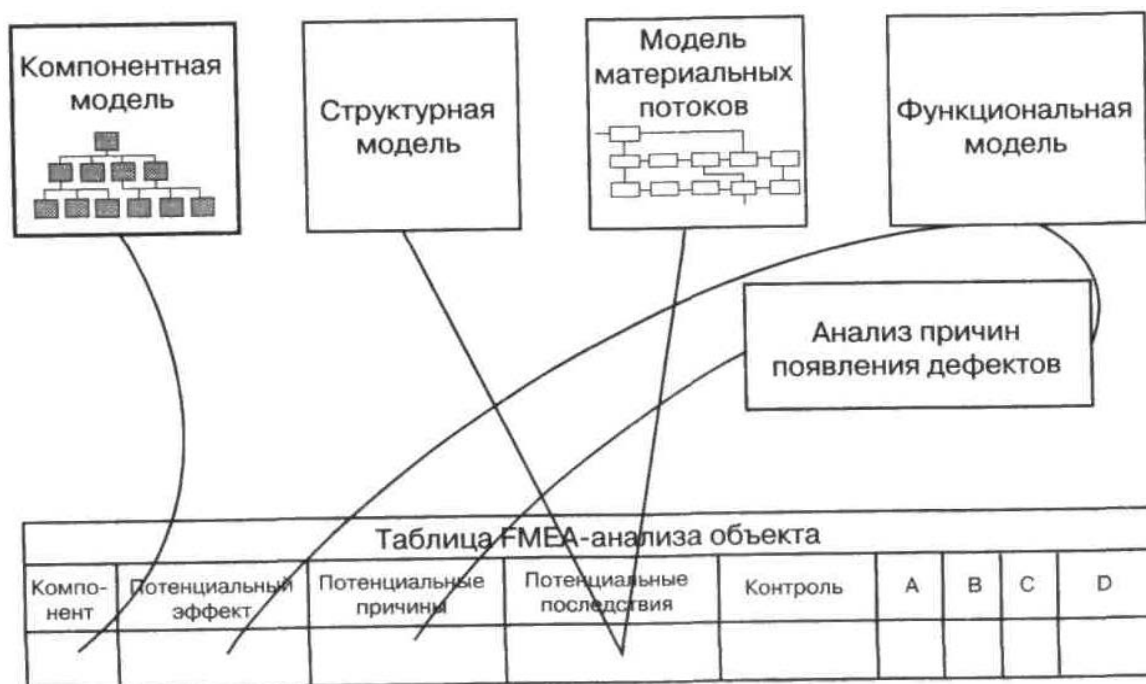 Компонентная
модель
Структурная
модель
Модель
материальных
потоков
Функциональная
модель
Анализ причин
появления дефектов
Таблица FMEA-анализа объекта
Компо-
нент
Потенциальный
эффект
Потенциальные
причины
Потенциальные
последствия
Контроль
A
B
C
D